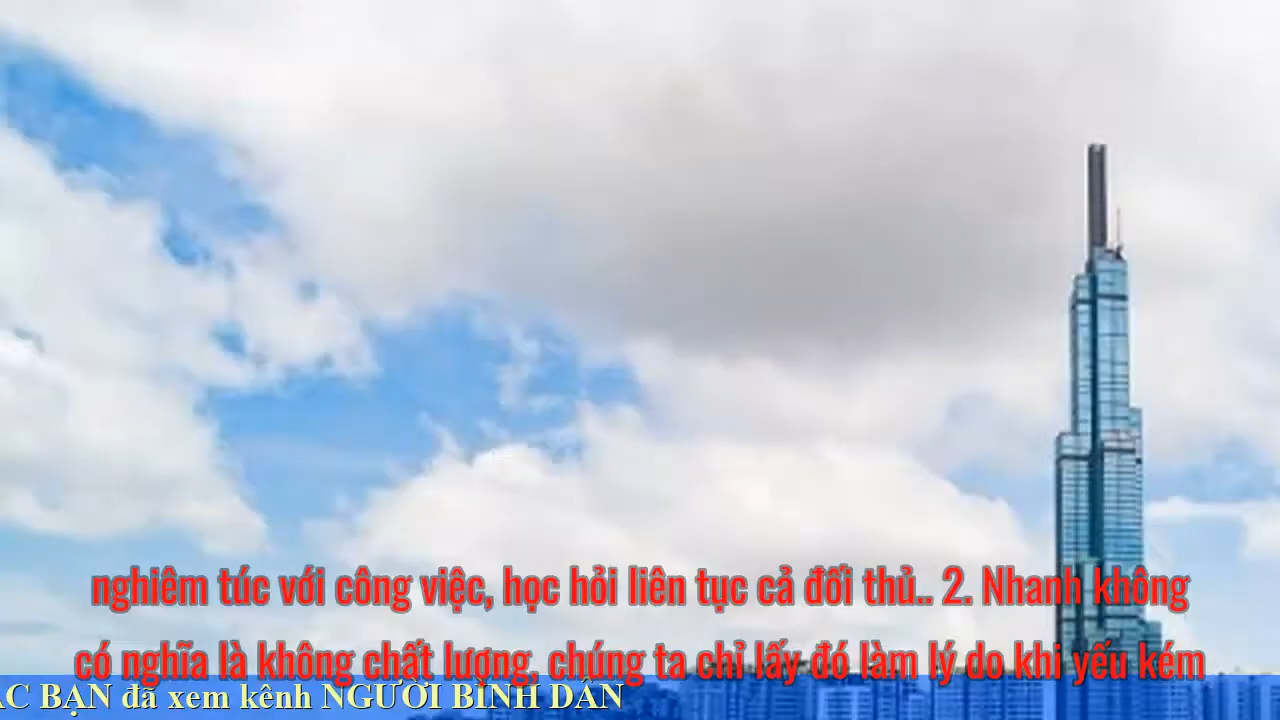 nghiêm túc với công việc, học hỏi liên tục cả đối thủ.. 2. Nhanh không
có nghĩa là không chất lượng, chúng ta chỉ lấy đó làm lý do khi yếu kém
ÁC BẠN đã xem kênh NGƯỜI BÌNH DÂN